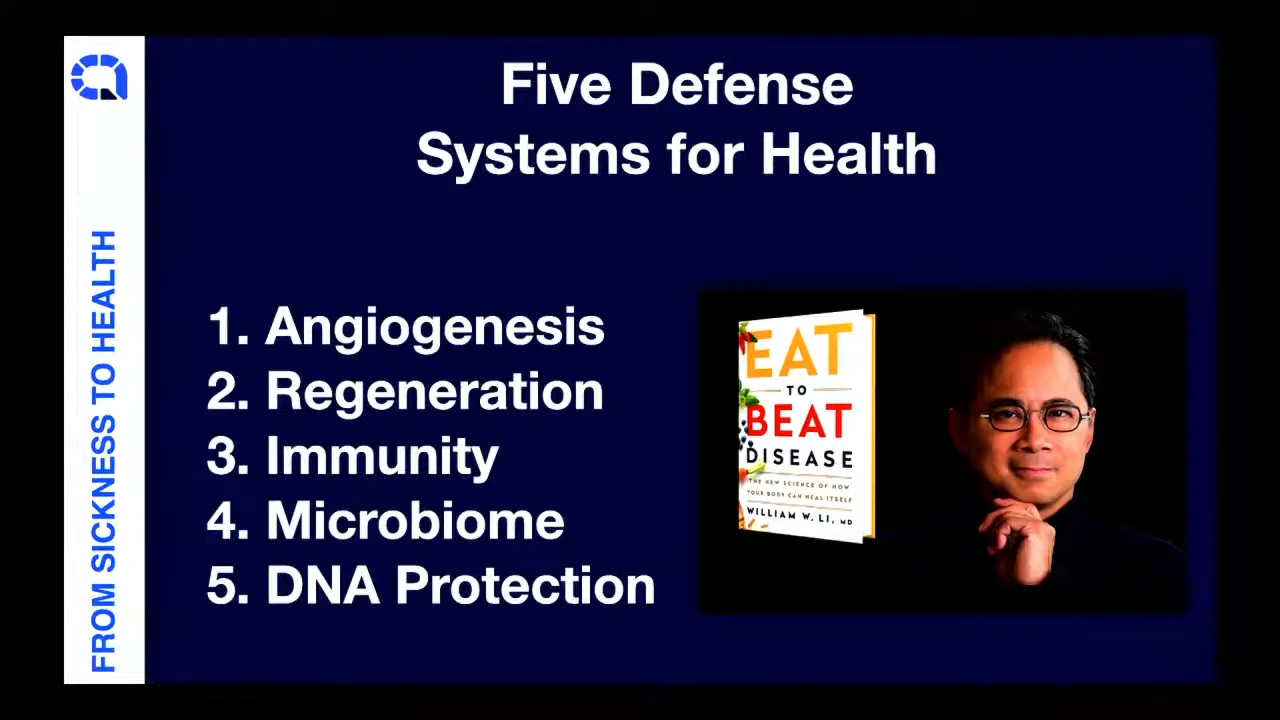 Five Defense
Systems for Health
FROM SICKNESS TO HEALTH
1. Angiogenesis
2. Regeneration
3. Immunity
4. Microbiome
5. DNA Protection
EAT
TO
BEAT
DISEASE
THE NEW SCIENCE OF HOW
YOUR BODY CAN HEAL ITSELF
WILLIAM W. LI, MD